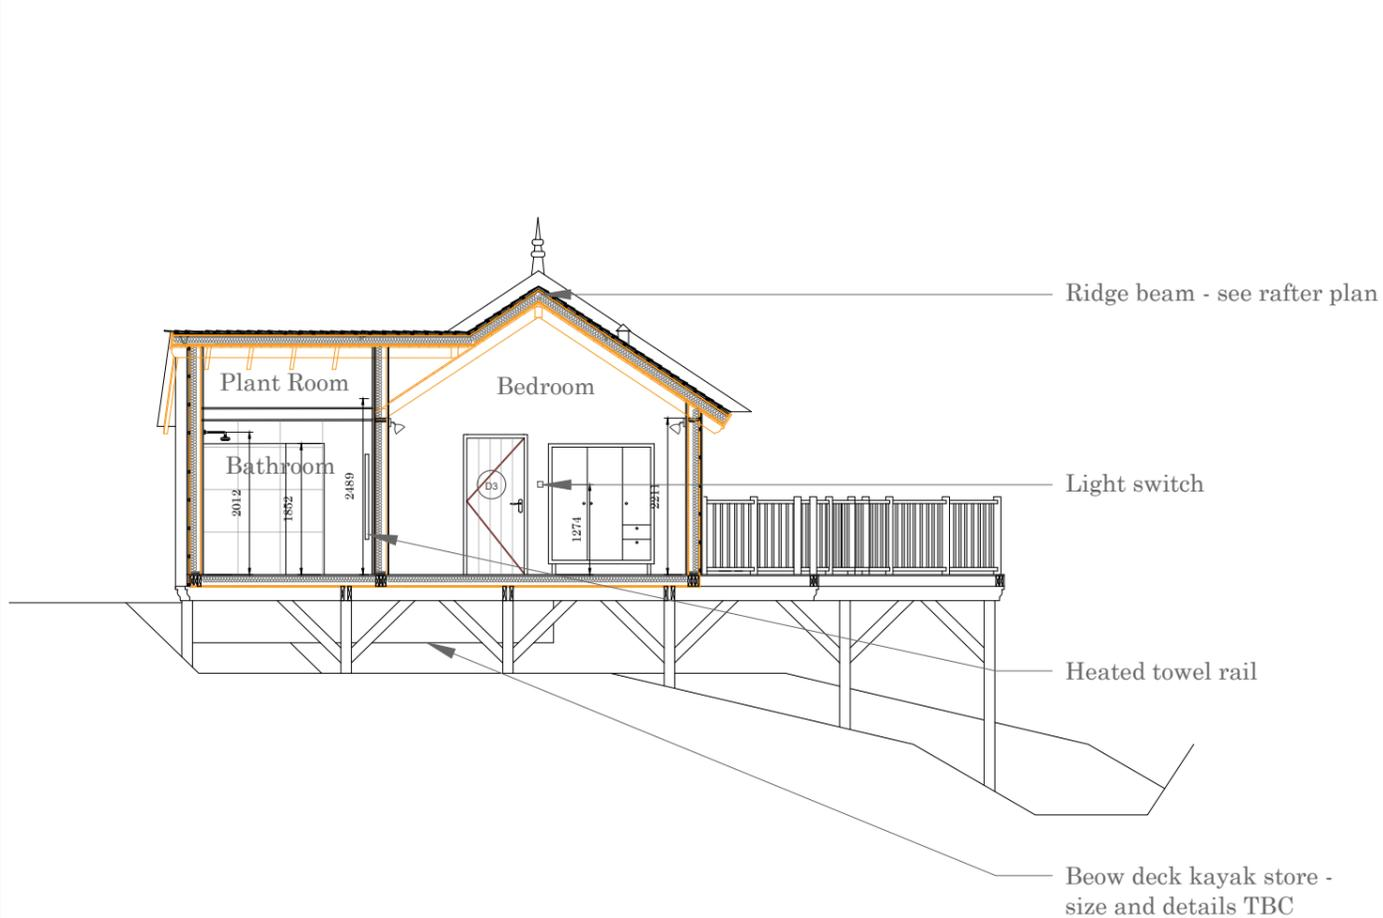 Ridge beam - see rafter plan
Plant Room
Bedroom
Bathroom
2012
1852
2489
D3
1274
2211
Light switch
Heated towel rail
Beow deck kayak store -
size and details TBC